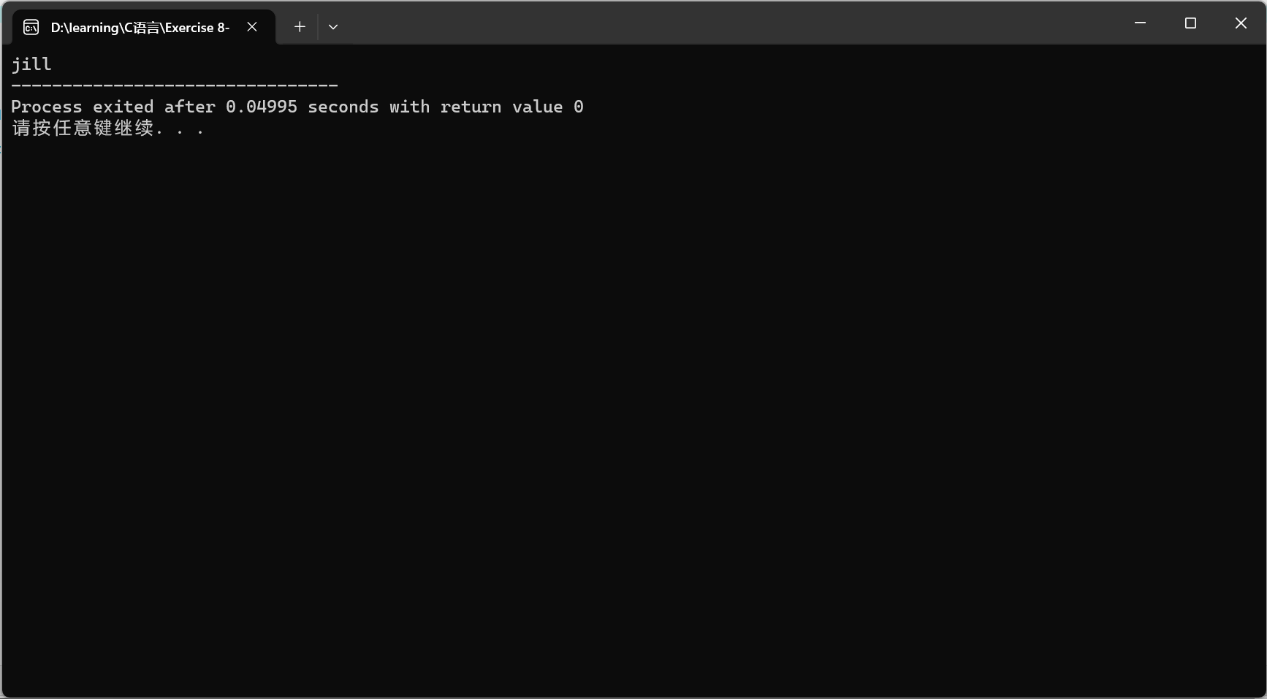 D:\learning\C语言\Exercise 8-
jill
--------------------------------
Process exited after 0.04995 seconds with return value 0
请按任意键继续. . .